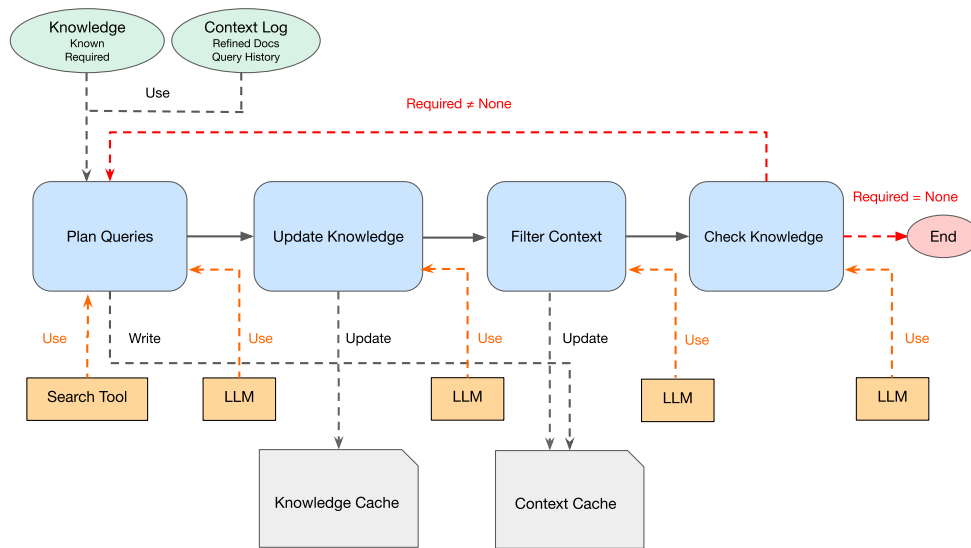 Knowledge
Known
Required
Context Log
Refined Docs
Query History
Use
Required ≠ None
Plan Queries
Update Knowledge
Filter Context
Check Knowledge
Required = None
End
Use
Write
Use
Update
Use
Update
Use
Use
Search Tool
LLM
LLM
LLM
LLM
Knowledge Cache
Context Cache